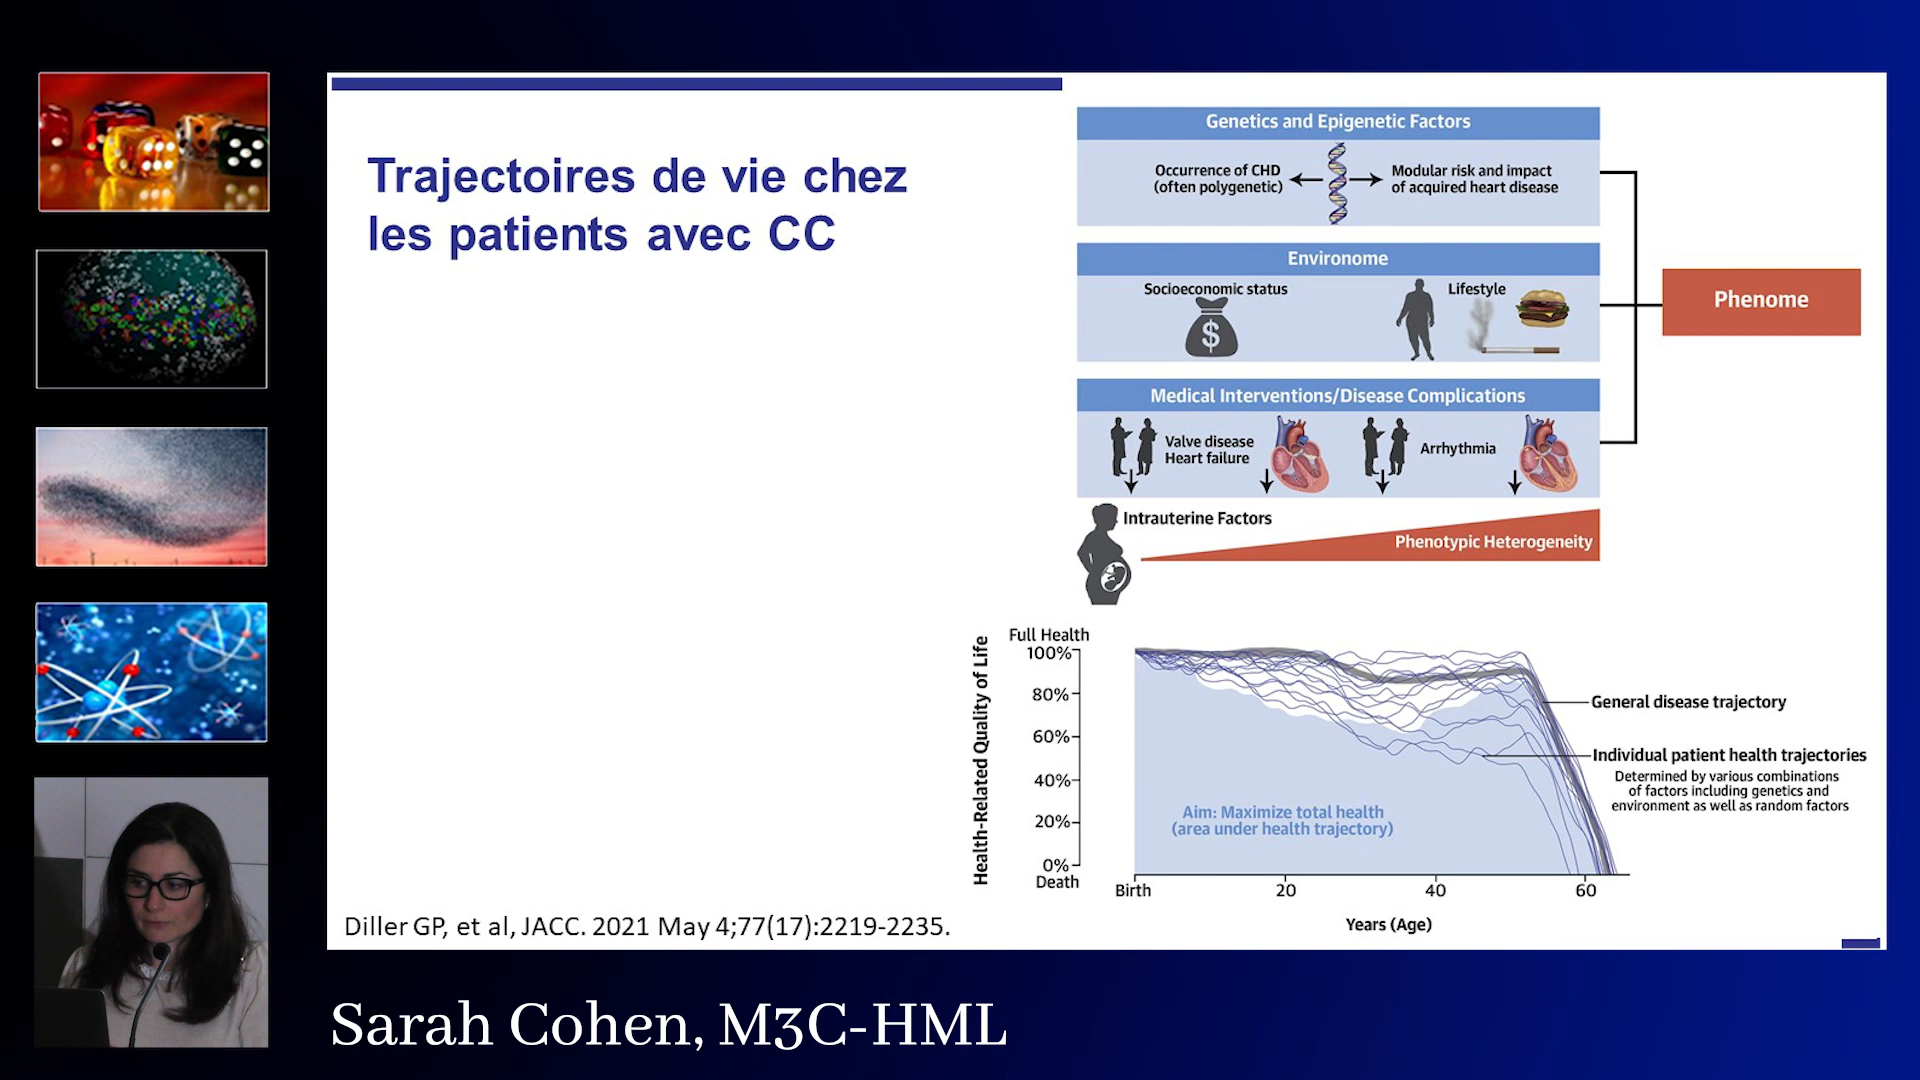 Trajectoires de vie chez
les patients avec CC
Genetics and Epigenetic Factors
Occurrence of CHD
(often polygenetic)
Modular risk and impact
of acquired heart disease
Environome
Socioeconomic status
$
Lifestyle
Medical Interventions/Disease Complications
Valve disease
Heart failure
Arrhythmia
Phenome
Intrauterine Factors
Phenotypic Heterogeneity
Health-Related Quality of Life
Full Health
100%
80%
60%
40%
20%
0%
Death
Aim: Maximize total health
(area under health trajectory)
General disease trajectory
Individual patient health trajectories
Determined by various combinations
of factors including genetics and
environment as well as random factors
Birth
20
40
60
Years (Age)
Diller GP, et al, JACC. 2021 May 4;77(17):2219-2235.
Sarah Cohen, M3C-HML